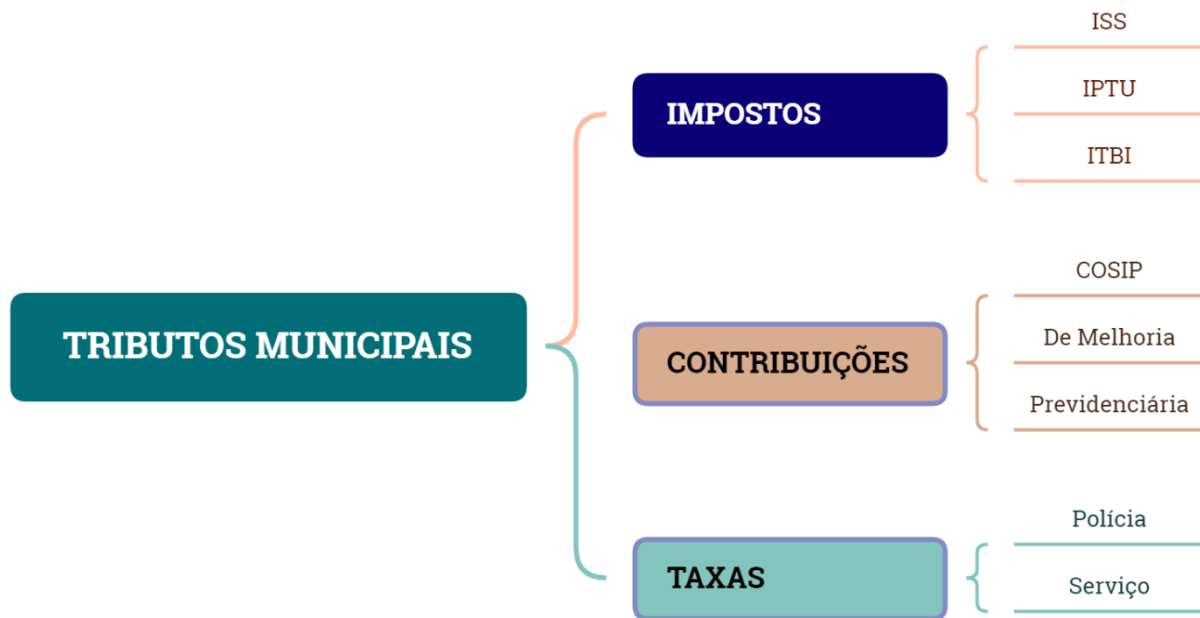 TRIBUTOS MUNICIPAIS
IMPOSTOS
ISS
IPTU
ITBI
CONTRIBUIÇÕES
COSIP
De Melhoria
Previdenciária
TAXAS
Polícia
Serviço